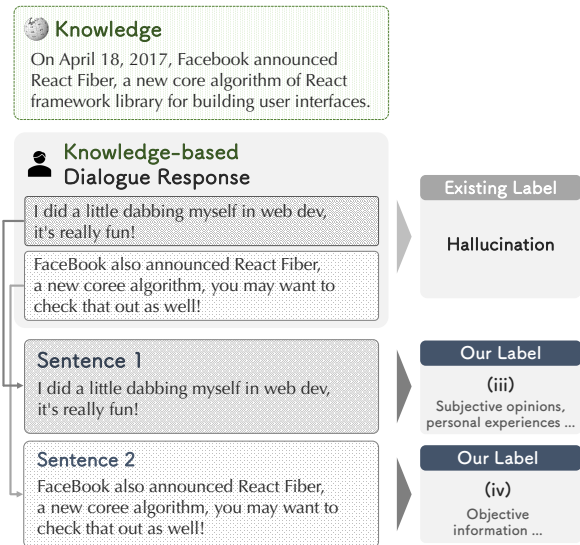 Knowledge
On April 18, 2017, Facebook announced
React Fiber, a new core algorithm of React
framework library for building user interfaces.
Knowledge-based
Dialogue Response
I did a little dabbing myself in web dev,
it's really fun!
FaceBook also announced React Fiber,
a new coree algorithm, you may want to
check that out as well!
Existing Label
Hallucination
Sentence 1
I did a little dabbing myself in web dev,
it's really fun!
Our Label
(iii)
Subjective opinions,
personal experiences ...
Sentence 2
FaceBook also announced React Fiber,
a new coree algorithm, you may want to
check that out as well!
Our Label
(iv)
Objective
information ...